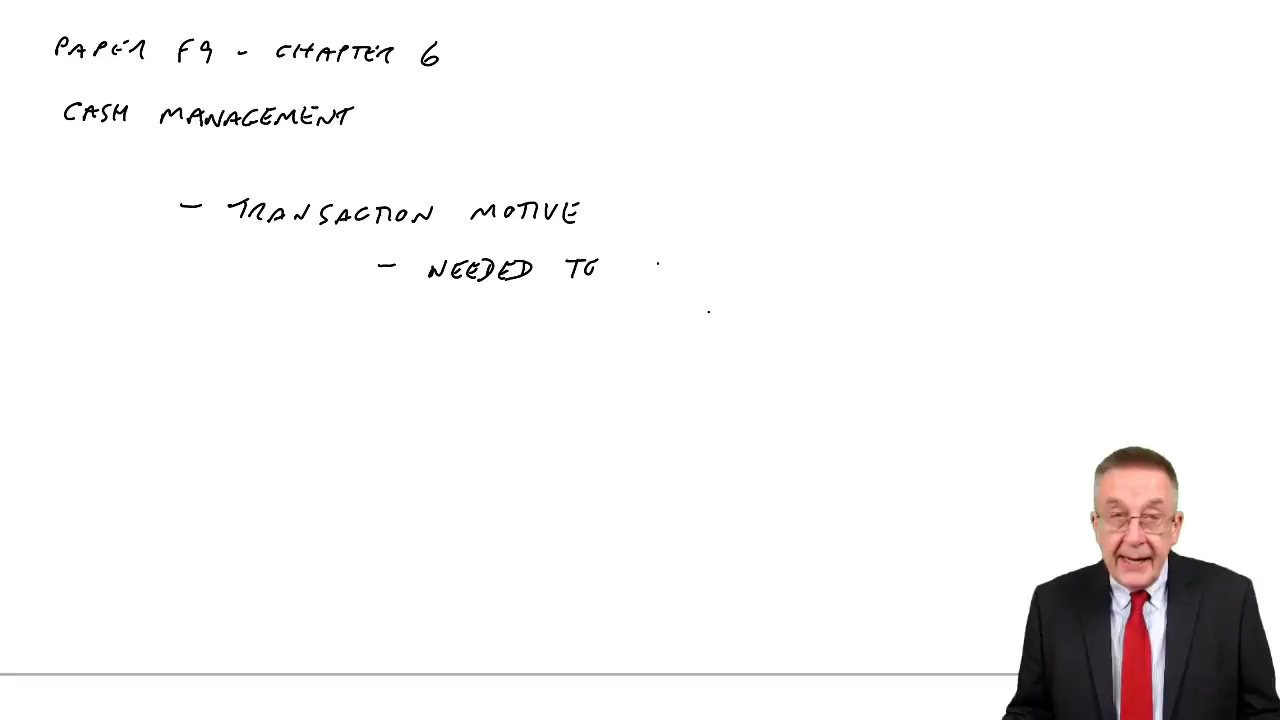 PAPER F9 - CHAPTER 6
CASH MANAGEMENT
- TRANSACTION MOTIVE
- NEEDED TO